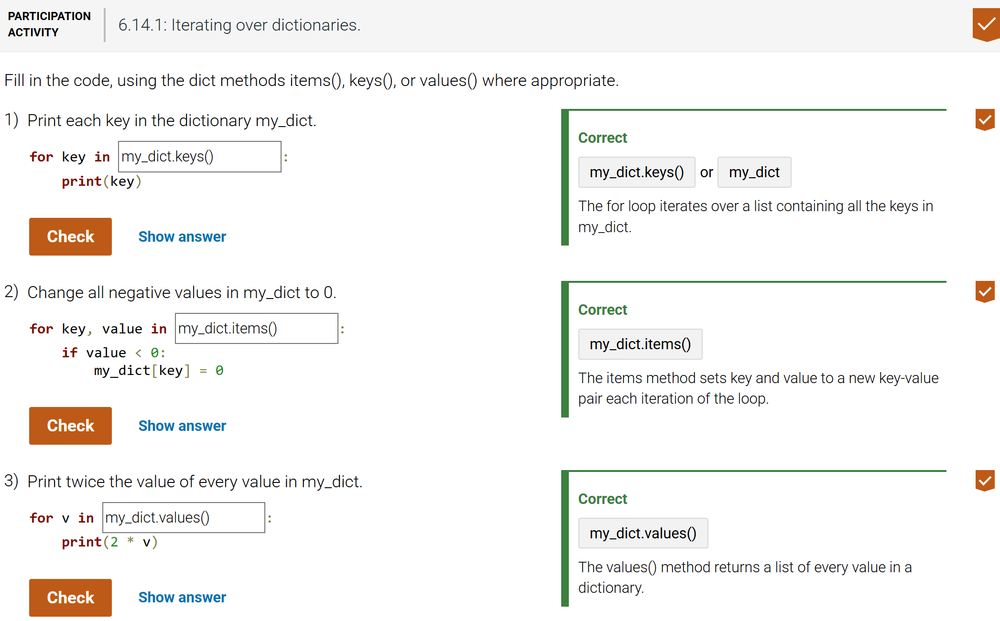 PARTICIPATION
ACTIVITY
6.14.1: Iterating over dictionaries.
Fill in the code, using the dict methods items(), keys(), or values() where appropriate.
1) Print each key in the dictionary my_dict.
for key in my_dict.keys() :
print(key)
Check Show answer
Correct
my_dict.keys() or my_dict
The for loop iterates over a list containing all the keys in
my_dict.
2) Change all negative values in my_dict to 0.
for key, value in my_dict.items() :
if value < 0:
my_dict[key] = 0
Check Show answer
Correct
my_dict.items()
The items method sets key and value to a new key-value
pair each iteration of the loop.
3) Print twice the value of every value in my_dict.
for v in my_dict.values() :
print(2 * v)
Check Show answer
Correct
my_dict.values()
The values() method returns a list of every value in a
dictionary.